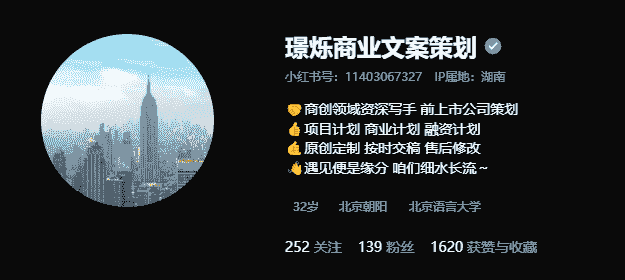 璟烁商业文案策划
小红书号：11403067327 IP属地：湖南
👊商创领域资深写手 前上市公司策划
👍项目计划 商业计划 融资计划
🤙原创定制 按时交稿 售后修改
👋遇见便是缘分 咱们细水长流～
32岁 北京朝阳 北京语言大学
252 关注 139 粉丝 1620 获赞与收藏